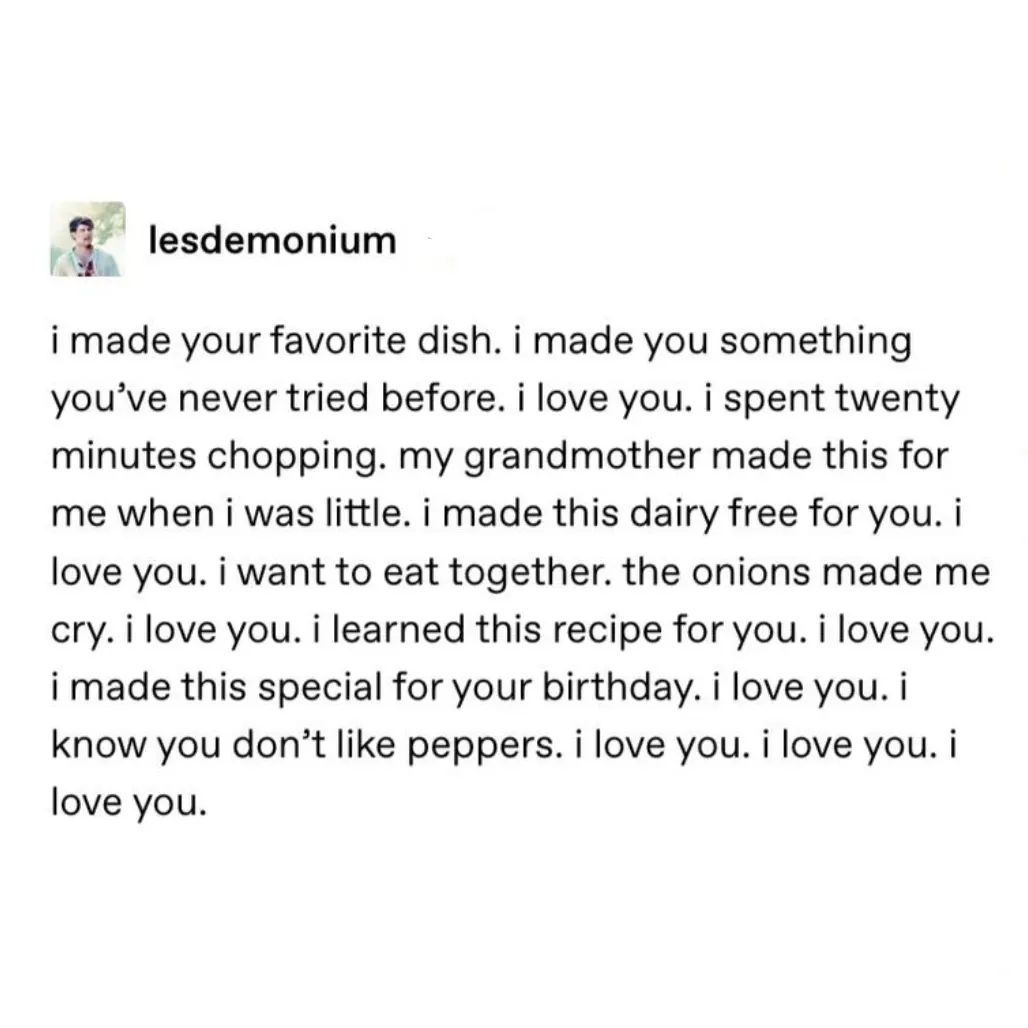 lesdemonium
i made your favorite dish. i made you something
you’ve never tried before. i love you. i spent twenty
minutes chopping. my grandmother made this for
me when i was little. i made this dairy free for you. i
love you. i want to eat together. the onions made me
cry. i love you. i learned this recipe for you. i love you.
i made this special for your birthday. i love you. i
know you don’t like peppers. i love you. i love you. i
love you.